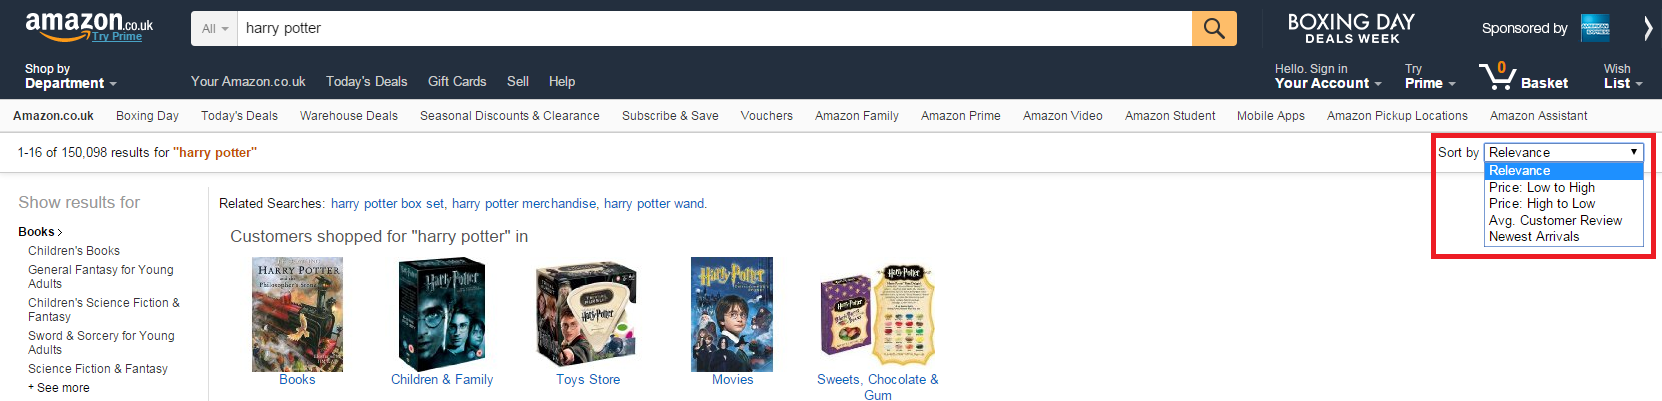 amazon.co.uk
Try Prime
All
harry potter
BOXING DAY
DEALS WEEK
Sponsored by
AMERICAN EXPRESS
Shop by
Department
Your Amazon.co.uk Today's Deals Gift Cards Sell Help
Hello. Sign in
Your Account
Try
Prime
0
Basket
Wish
List
Amazon.co.uk Boxing Day Today's Deals Warehouse Deals Seasonal Discounts & Clearance Subscribe & Save Vouchers Amazon Family Amazon Prime Amazon Video Amazon Student Mobile Apps Amazon Pickup Locations Amazon Assistant
1-16 of 150,098 results for "harry potter"
Sort by Relevance
Relevance
Price: Low to High
Price: High to Low
Avg. Customer Review
Newest Arrivals
Show results for
Books
Children's Books
General Fantasy for Young
Adults
Children's Science Fiction &
Fantasy
Sword & Sorcery for Young
Adults
Science Fiction & Fantasy
+ See more
Related Searches: harry potter box set, harry potter merchandise, harry potter wand.
Customers shopped for "harry potter" in
HARRY POTTER
and the
Philosopher's Stone
Harry Potter
Harry Potter
Harry Potter
Harry Potter
Books
Children & Family
Toys Store
Movies
Sweets, Chocolate &
Gum